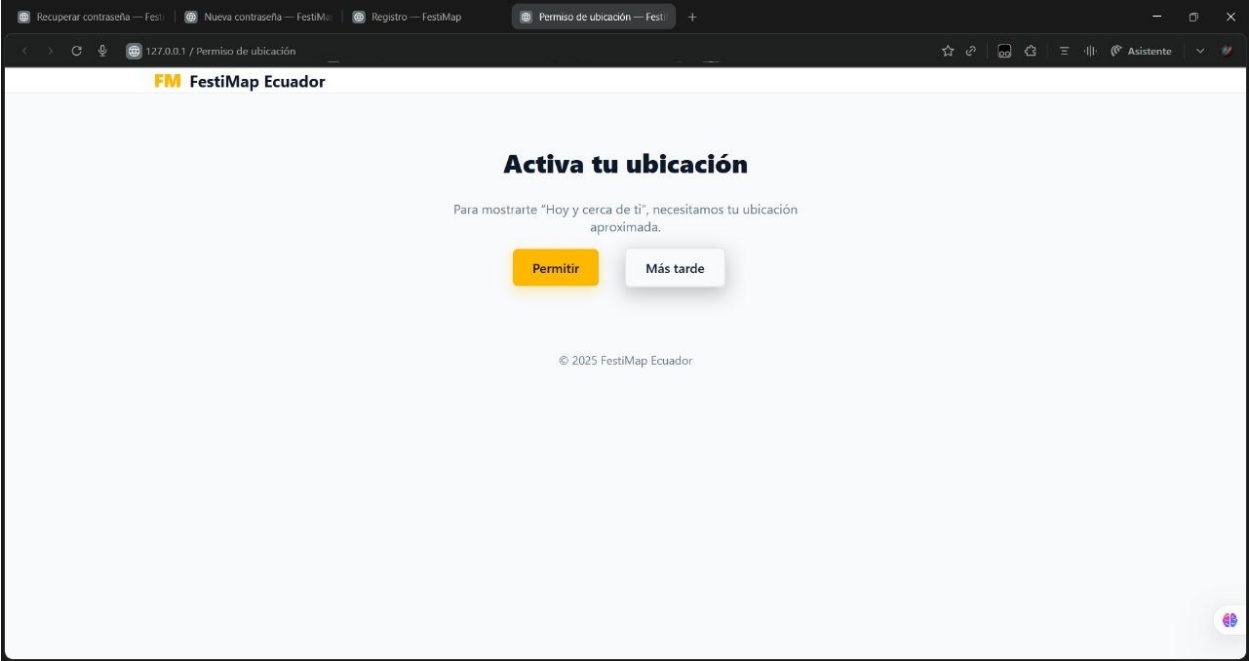 Recuperar contraseña — Festi
Nueva contraseña — FestiMa
Registro — FestiMap
Permiso de ubicación — Festi
127.0.0.1 / Permiso de ubicación
Asistente
FM FestiMap Ecuador
Activa tu ubicación
Para mostrarte "Hoy y cerca de ti", necesitamos tu ubicación
aproximada.
Permitir
Más tarde
© 2025 FestiMap Ecuador